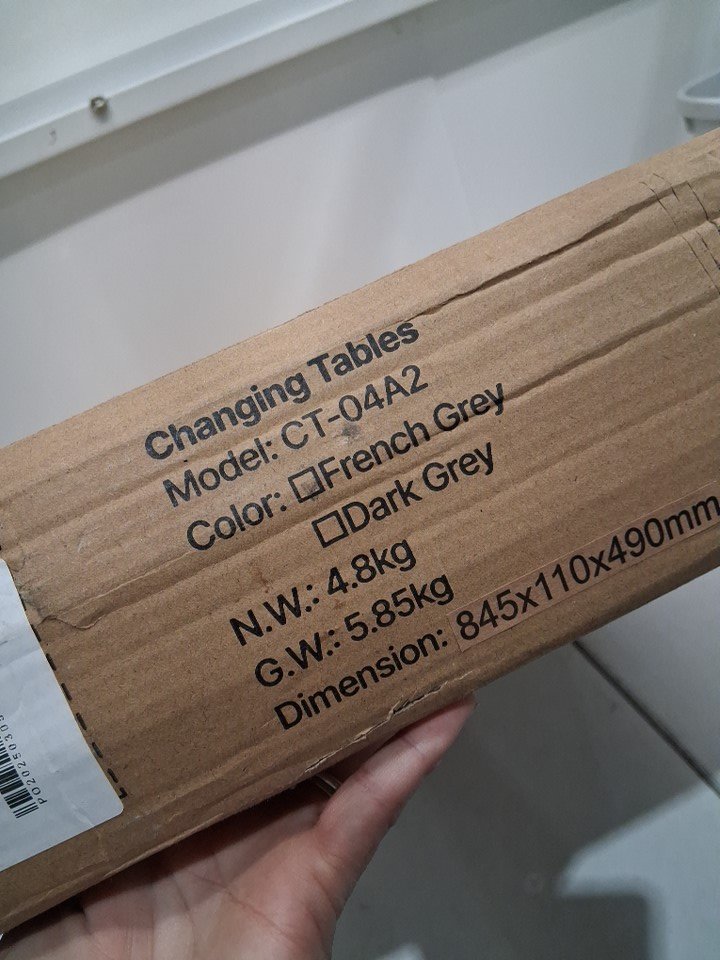 Changing Tables
Model: CT-04A2
Color: □French Grey
□Dark Grey
N.W.: 4.8kg
G.W.: 5.85kg
Dimension: 845x110x490mm